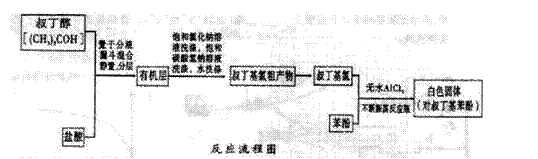 叔丁醇
[(CH₃)₃COH]
盐酸
置于分液
漏斗混合
静置,分层
有机层
饱和氯化钠溶
液洗涤,饱和
碳酸氢钠溶液
洗涤,水洗涤
叔丁基氯粗产物
叔丁基氯
苯酚
无水AlCl₃
不断振荡反应瓶
白色固体
(对叔丁基苯酚)
反应流程图